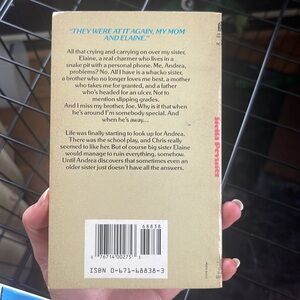 "THEY WERE AT IT AGAIN, MY MOM
AND ELAINE."
All that crying and carrying on over my sister,
Elaine, a real charmer who lives in a
snake pit with a personal phone. Me, Andrea,
problems? No. All I have is a whacko sister,
a brother who no longer loves me best, a mother
who takes me for granted, and a father
who's headed for an ulcer. Not to
mention slipping grades.
And I miss my brother, Joe. Why is it that when
he's around I'm somebody special. And
when he's away...
Life was finally starting to look up for Andrea.
There was the school play, and Chris really
seemed to like her. But of course big sister Elaine
would manage to ruin everything, somehow.
Until Andrea discovers that sometimes even an
older sister just doesn't have all the answers.
68838
0 76714 00275 3
ISBN 0-671-68838-3